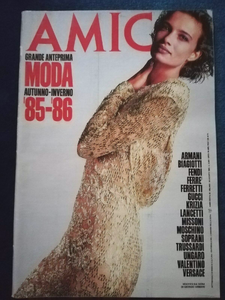 AMICA
GRANDE ANTEPRIMA
MODA
AUTUNNO-INVERNO
'85-'86
ARMANI
BIAGIOTTI
FENDI
FERRE
FERRETTI
GUCCI
KRIZIA
LANCETTI
MISSONI
MOSCHINO
SOPRANI
TRUSSARDI
UNGARO
VALENTINO
VERSACE